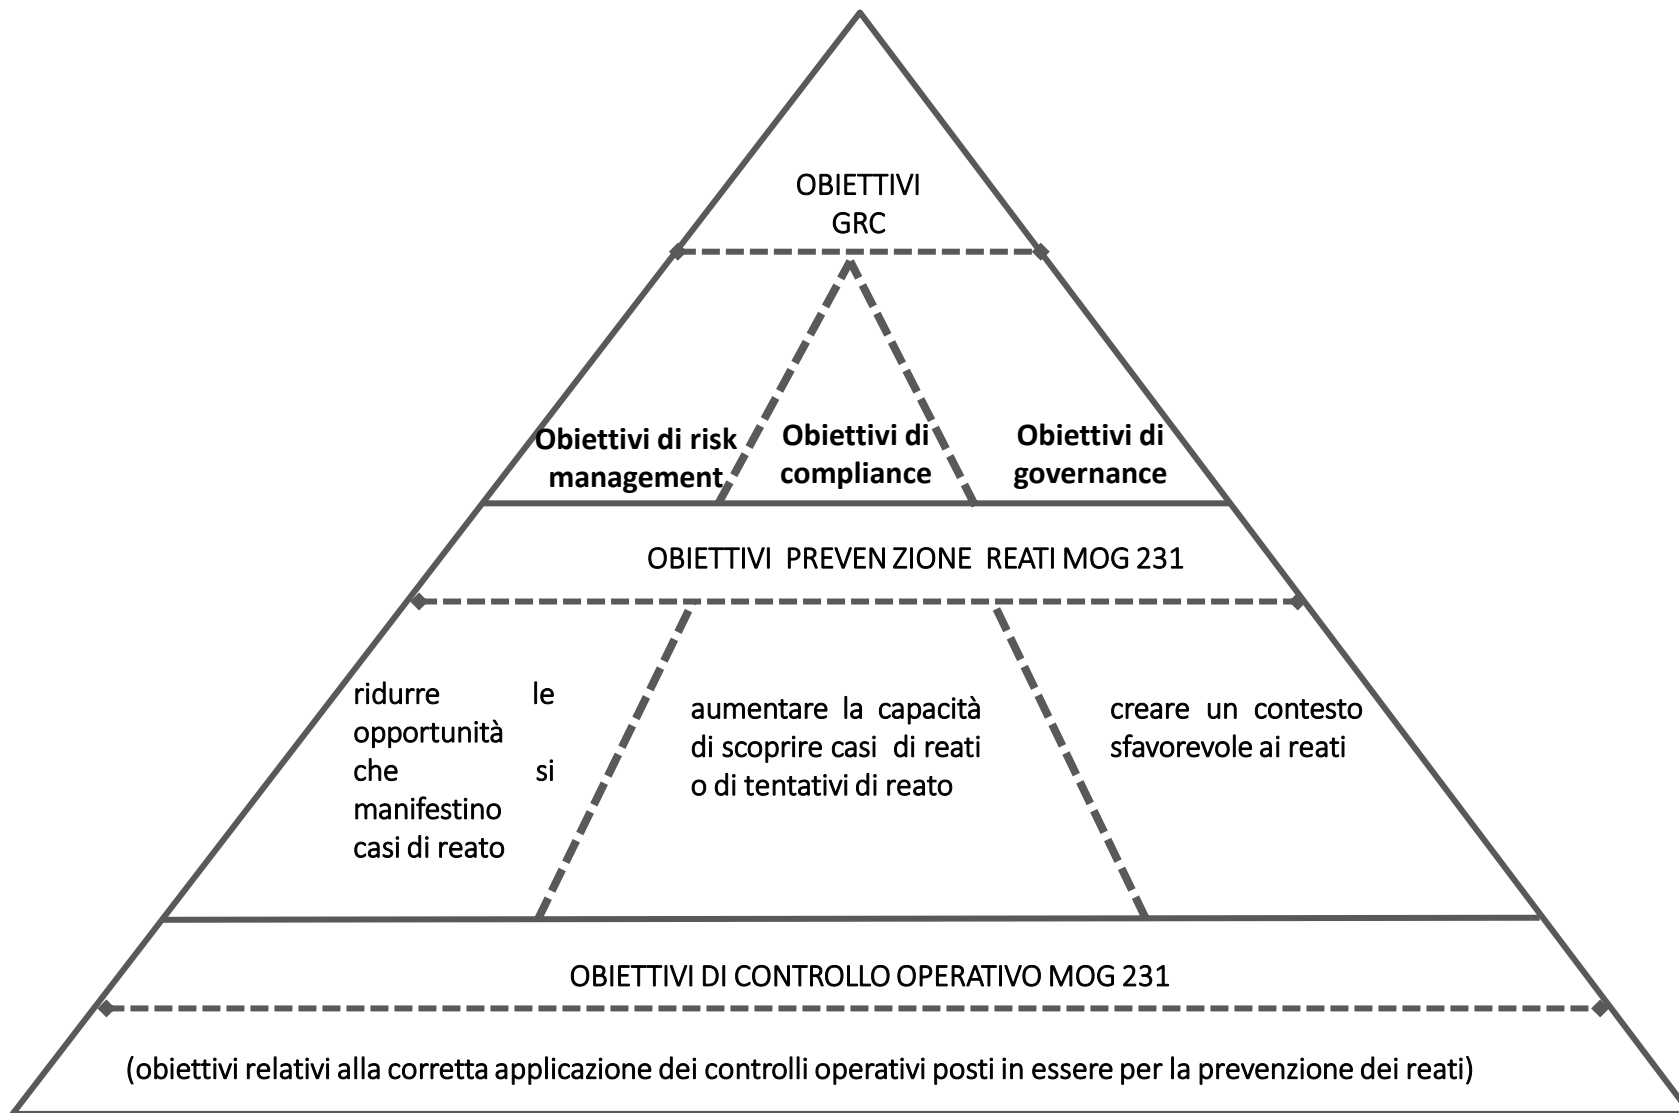 OBIETTIVI
GRC
Obiettivi di risk
management
Obiettivi di
compliance
Obiettivi di
governance
OBIETTIVI PREVENZIONE REATI MOG 231
ridurre le
opportunità
che si
manifestino
casi di reato
aumentare la capacità
di scoprire casi di reati
o di tentativi di reato
creare un contesto
sfavorevole ai reati
OBIETTIVI DI CONTROLLO OPERATIVO MOG 231
(obiettivi relativi alla corretta applicazione dei controlli operativi posti in essere per la prevenzione dei reati)